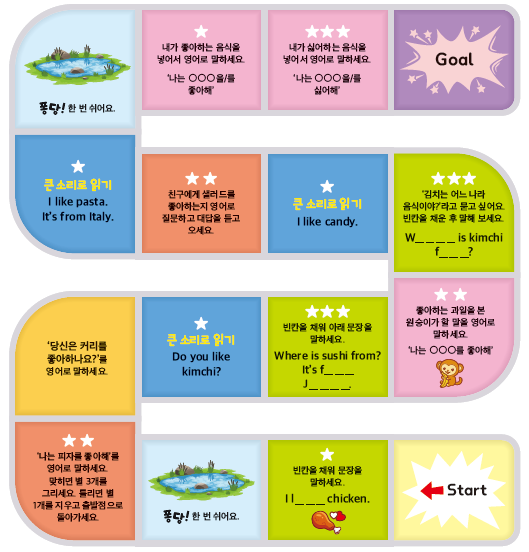 퐁당! 한 번 쉬어요.
내가 좋아하는 음식을
넣어서 영어로 말하세요.
‘나는 ○○○을/를
좋아해’
내가 싫어하는 음식을
넣어서 영어로 말하세요.
‘나는 ○○○을/를
싫어해’
Goal
큰 소리로 읽기
I like pasta.
It’s from Italy.
친구에게 샐러드를
좋아하는지 영어로
질문하고 대답을 듣고
오세요.
큰 소리로 읽기
I like candy.
‘김치는 어느 나라
음식이야?’라고 묻고 싶어요.
빈칸을 채운 후 말해 보세요.
W_ _ _ _ is kimchi
f_ _ _?
‘당신은 커리를
좋아하나요?’를
영어로 말하세요.
큰 소리로 읽기
Do you like
kimchi?
빈칸을 채워 아래 문장을
말하세요.
Where is sushi from?
It’s f_ _ _
J_ _ _ _.
좋아하는 과일을 본
원숭이가 할 말을 영어로
말하세요.
‘나는 ○○○를 좋아해’
‘나는 피자를 좋아해’를
영어로 말하세요.
맞히면 별 3개를
그리세요. 틀리면 별
1개를 지우고 출발점으로
돌아가세요.
퐁당! 한 번 쉬어요.
빈칸을 채워 문장을
말하세요.
I l_ _ _ chicken.
Start